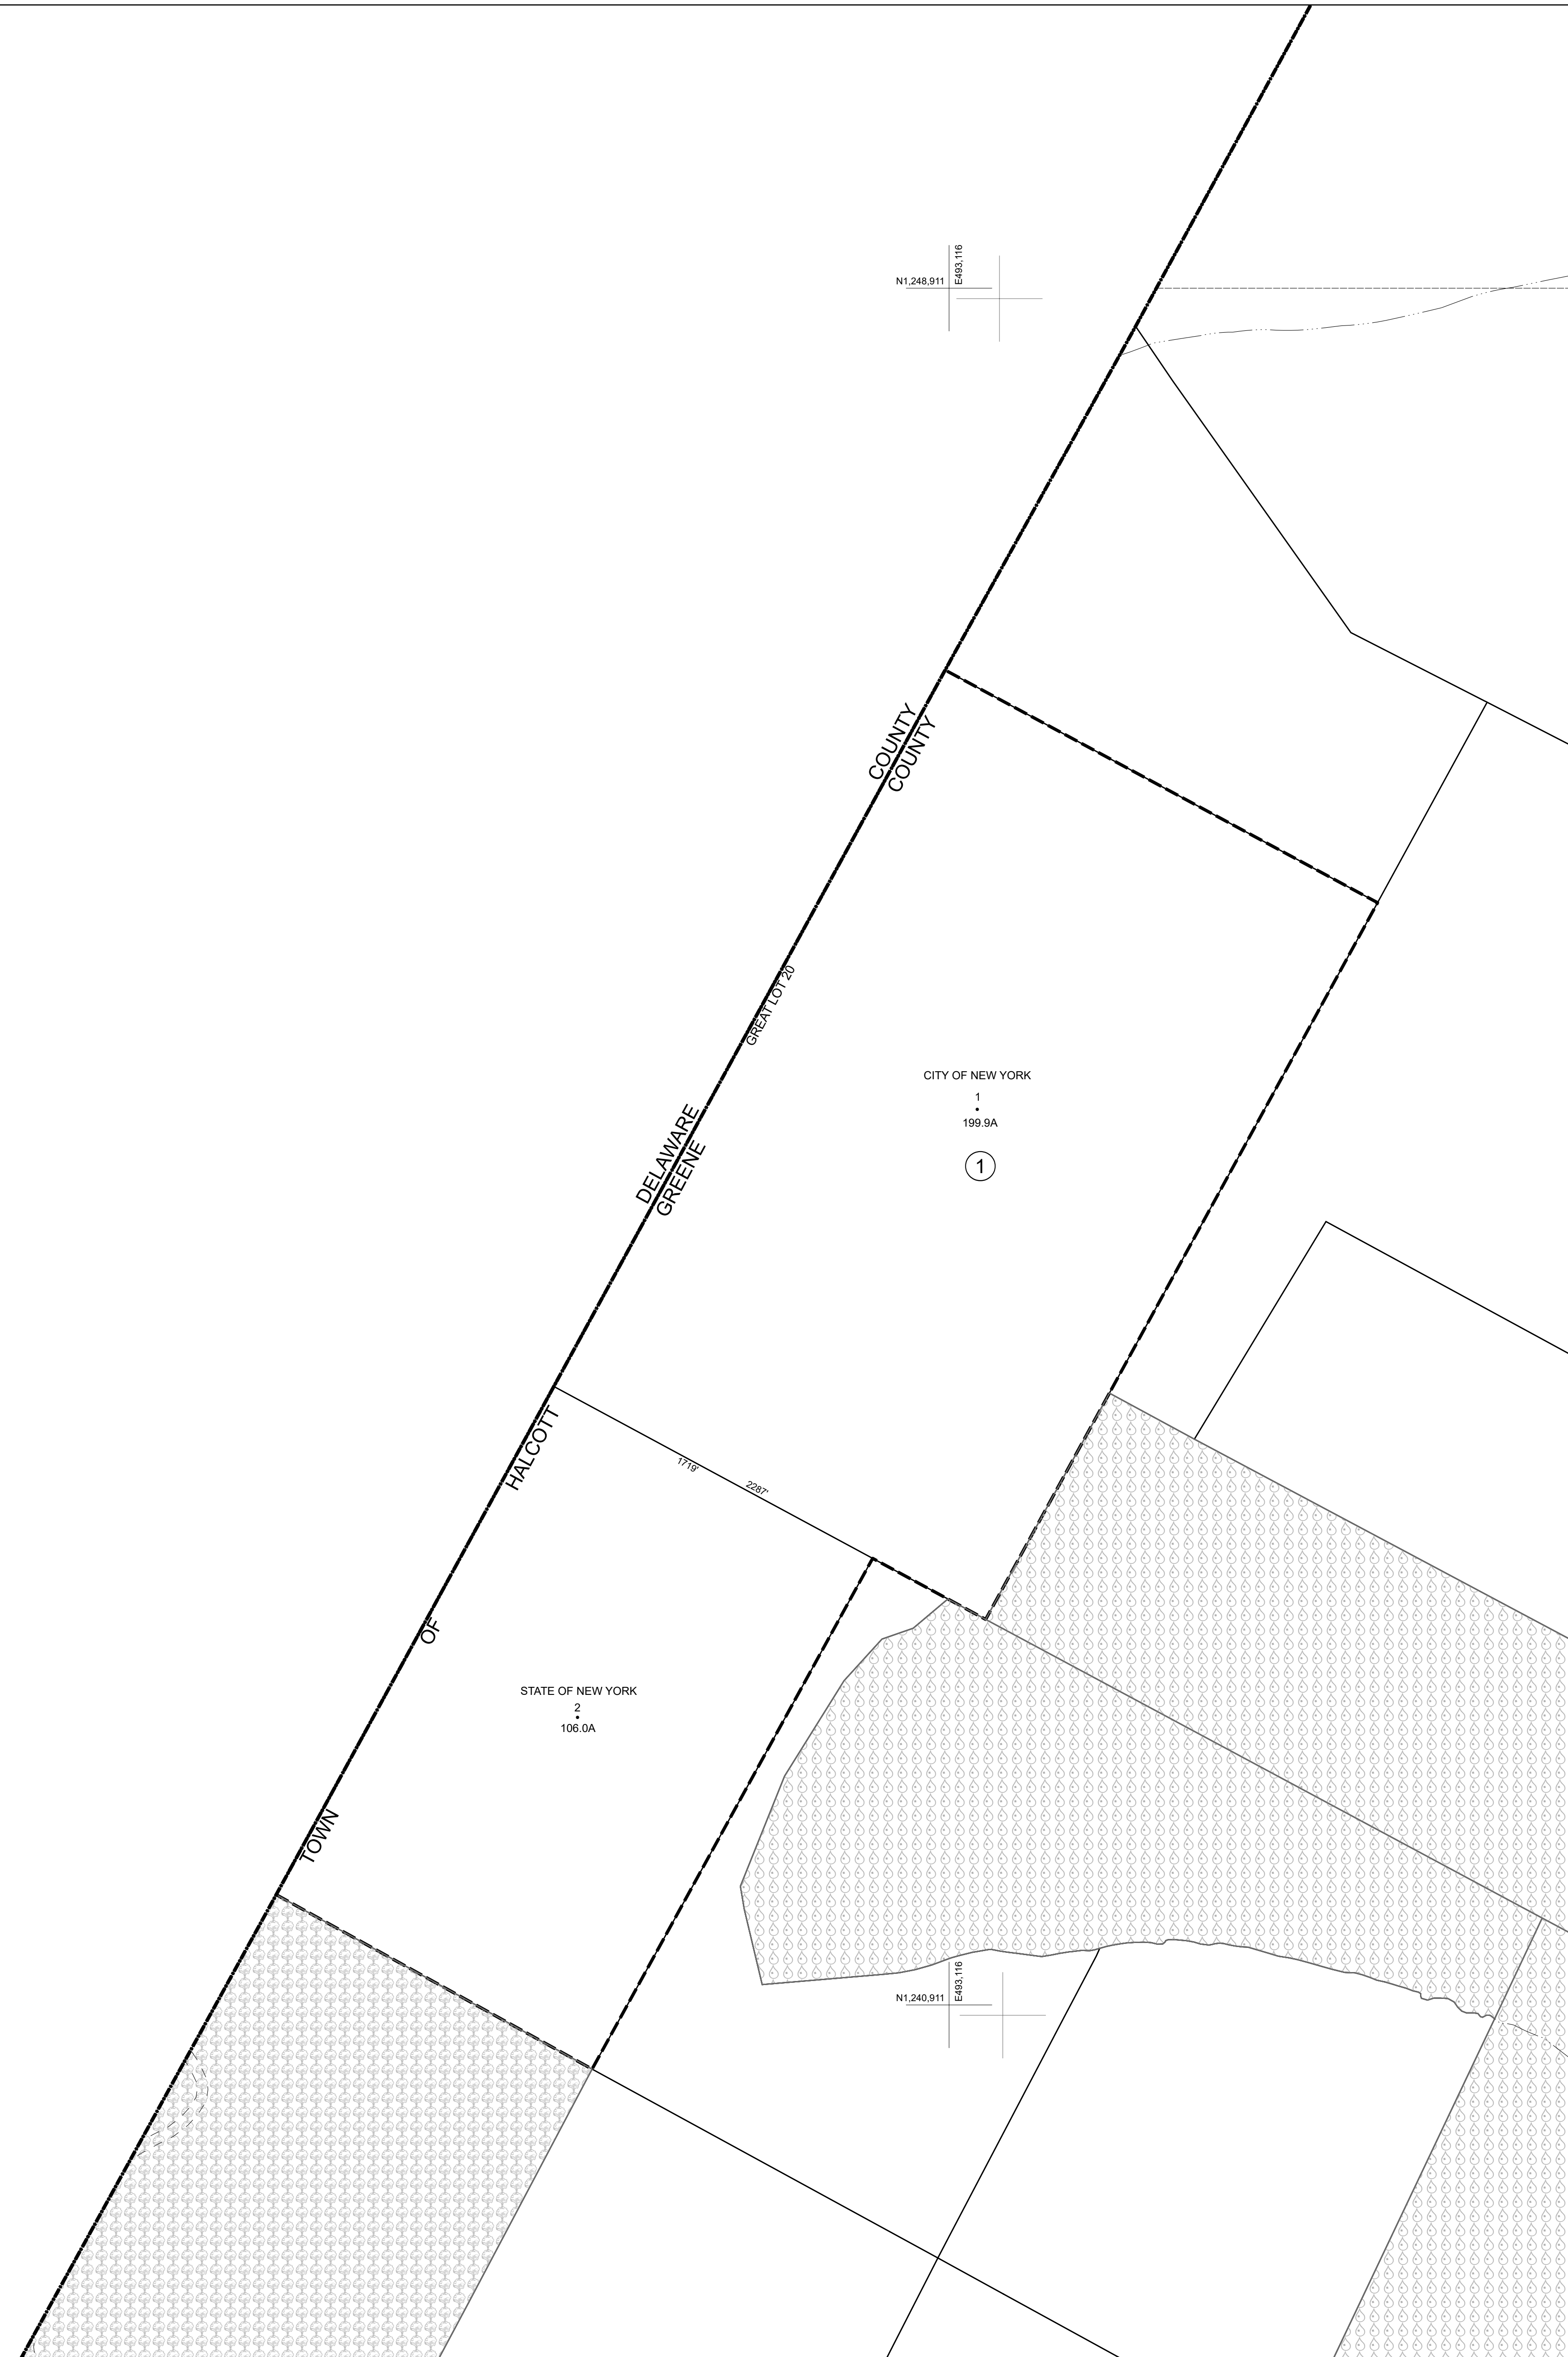 N1,248,911
E493,116
COUNTY
COUNTY
GREAT LOT 20
CITY OF NEW YORK
1
199.9A
1
DELAWARE
GREENE
HALCOTT
1719'
2287'
OF
STATE OF NEW YORK
2
106.0A
TOWN
N1,240,911
E493,116